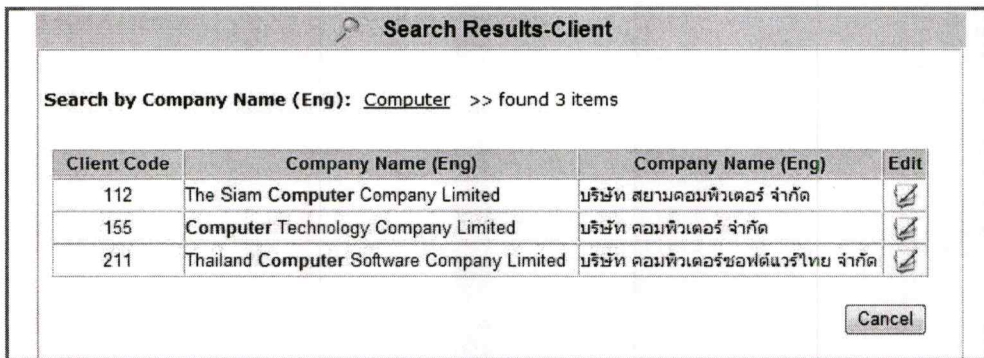 Search Results-Client
Search by Company Name (Eng): Computer >> found 3 items
Client Code Company Name (Eng) Company Name (Eng) Edit
112 The Siam Computer Company Limited บริษัท สยามคอมพิวเตอร์ จำกัด
155 Computer Technology Company Limited บริษัท คอมพิวเตอร์ จำกัด
211 Thailand Computer Software Company Limited บริษัท คอมพิวเตอร์ซอฟต์แวร์ไทย จำกัด
Cancel